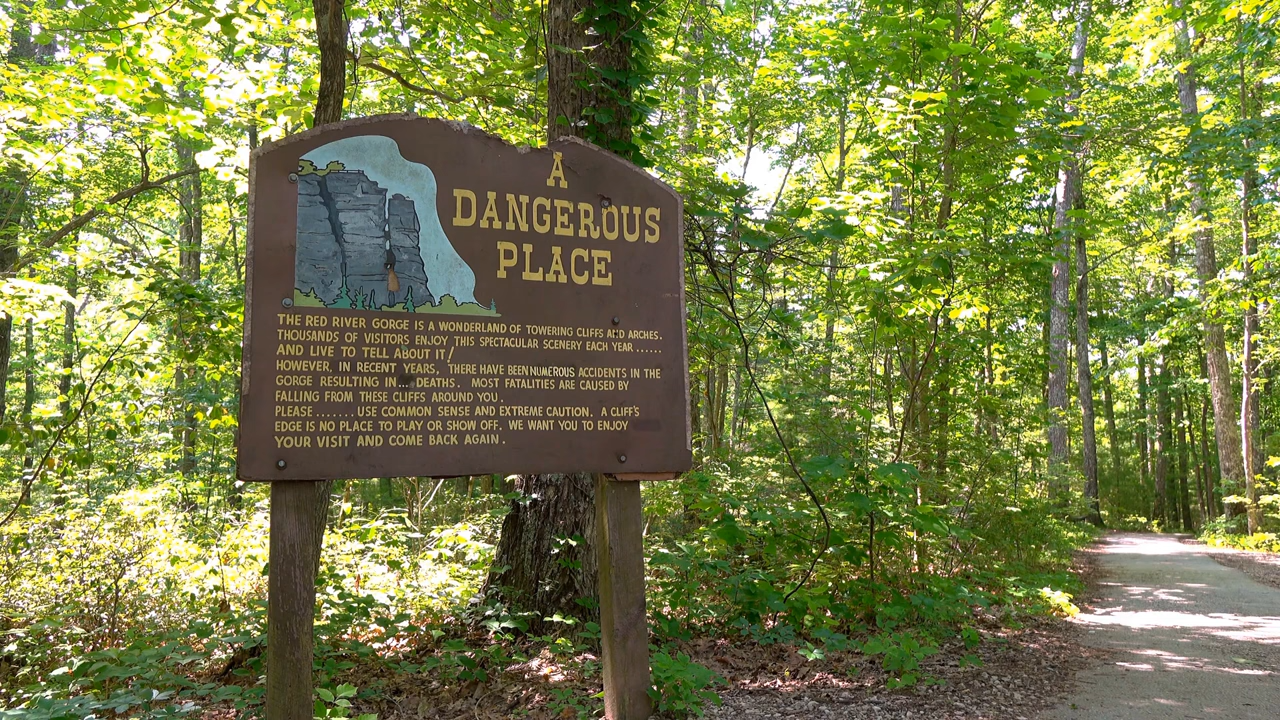 A
DANGEROUS
PLACE
THE RED RIVER GORGE IS A WONDERLAND OF TOWERING CLIFFS AND ARCHES.
THOUSANDS OF VISITORS ENJOY THIS SPECTACULAR SCENERY EACH YEAR ......
AND LIVE TO TELL ABOUT IT!
HOWEVER, IN RECENT YEARS, THERE HAVE BEEN NUMEROUS ACCIDENTS IN THE
GORGE RESULTING IN... DEATHS. MOST FATALITIES ARE CAUSED BY
FALLING FROM THESE CLIFFS AROUND YOU.
PLEASE ....... USE COMMON SENSE AND EXTREME CAUTION. A CLIFF'S
EDGE IS NO PLACE TO PLAY OR SHOW OFF. WE WANT YOU TO ENJOY
YOUR VISIT AND COME BACK AGAIN.